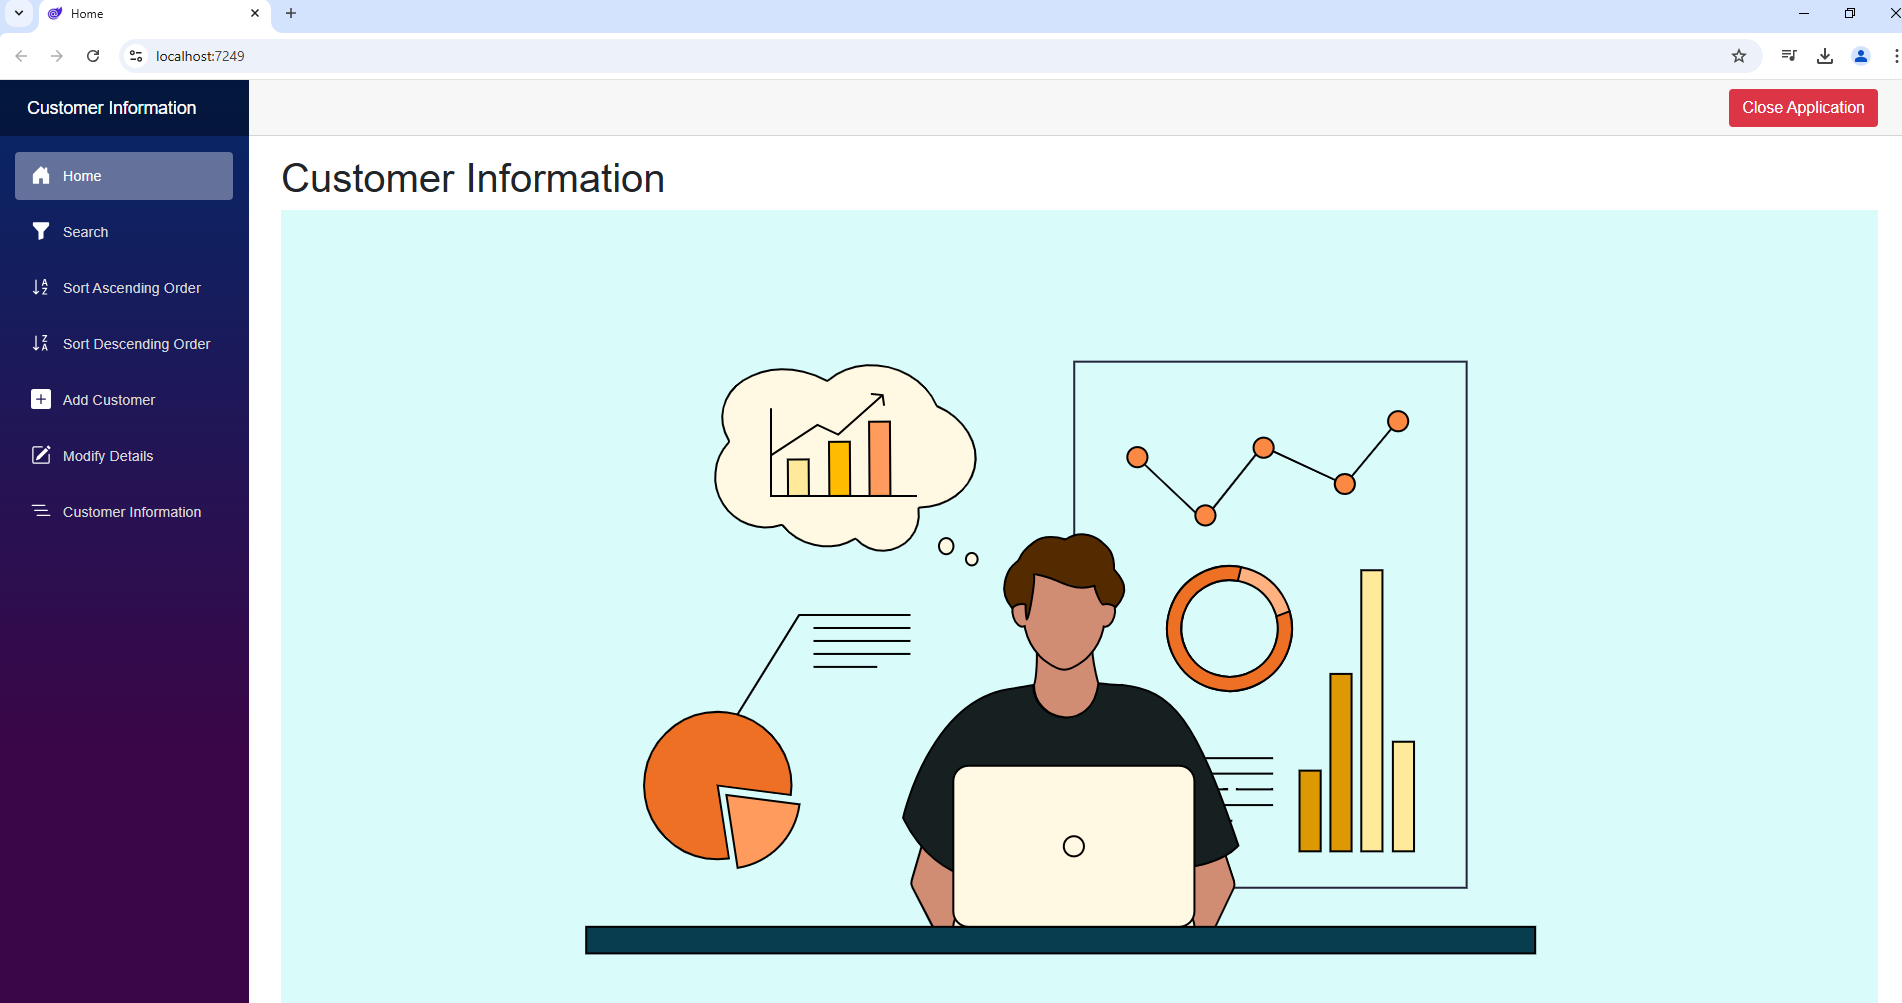 Home
localhost:7249
Customer Information
Close Application
Home
Search
Sort Ascending Order
Sort Descending Order
Add Customer
Modify Details
Customer Information
Customer Information